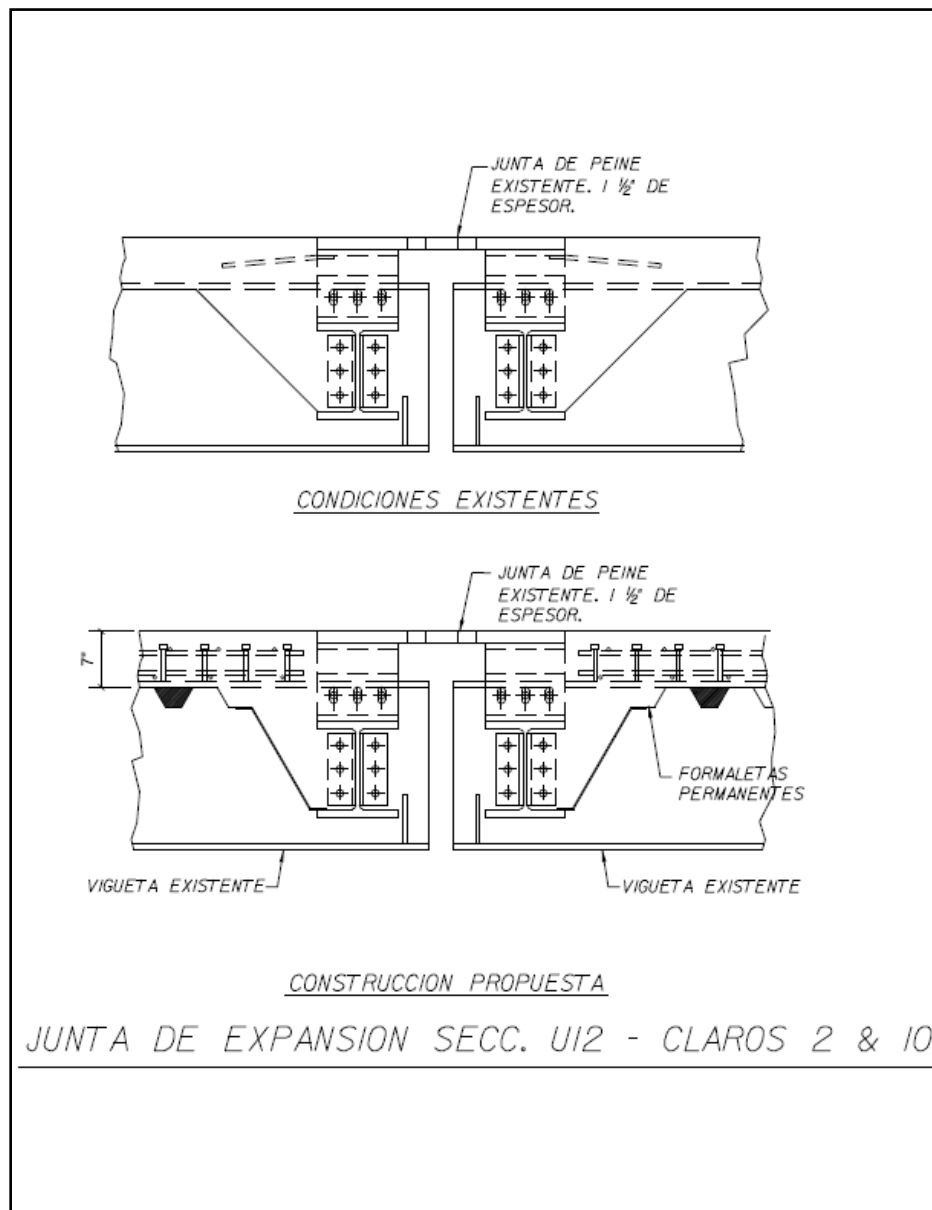 JUNTA DE PEINE
EXISTENTE. 1 ½" DE
ESPESOR.
CONDICIONES EXISTENTES
JUNTA DE PEINE
EXISTENTE. 1 ½" DE
ESPESOR.
7"
FORMALETAS
PERMANENTES
VIGUETA EXISTENTE
VIGUETA EXISTENTE
CONSTRUCCION PROPUESTA
JUNTA DE EXPANSION SECC. U12 - CLAROS 2 & 10